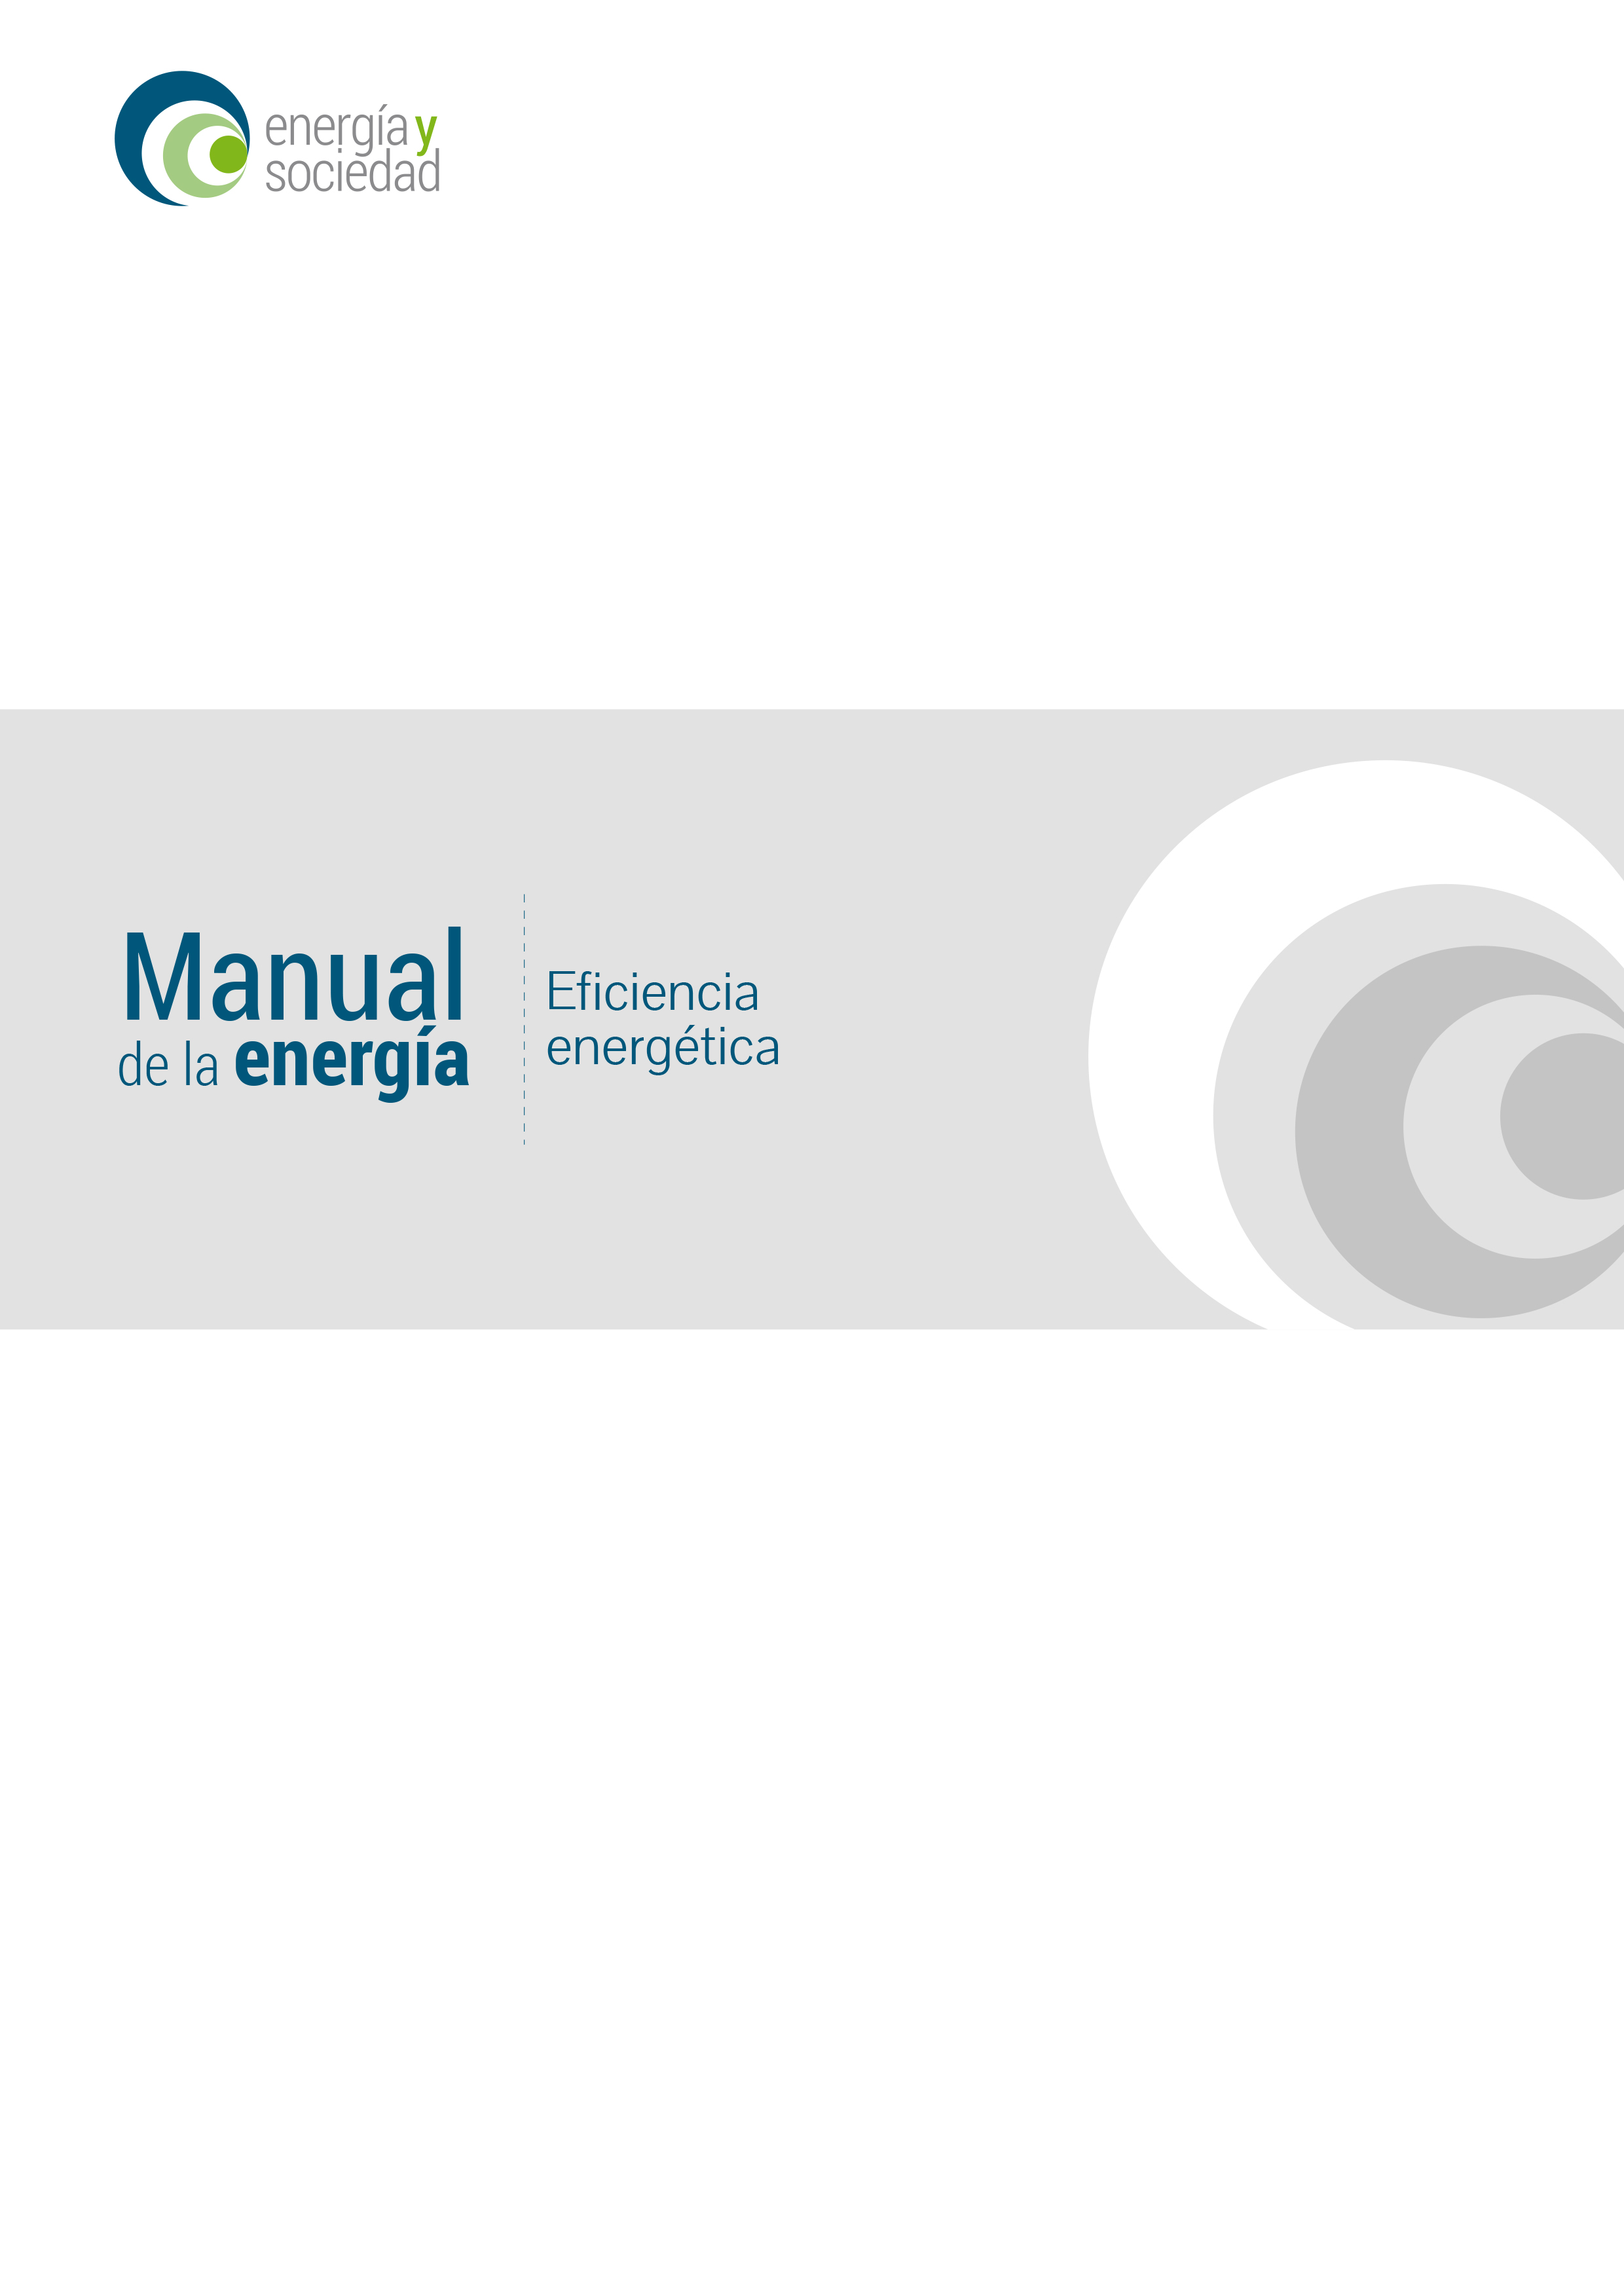 energía y
sociedad
Manual
de la energía
Eficiencia
energética